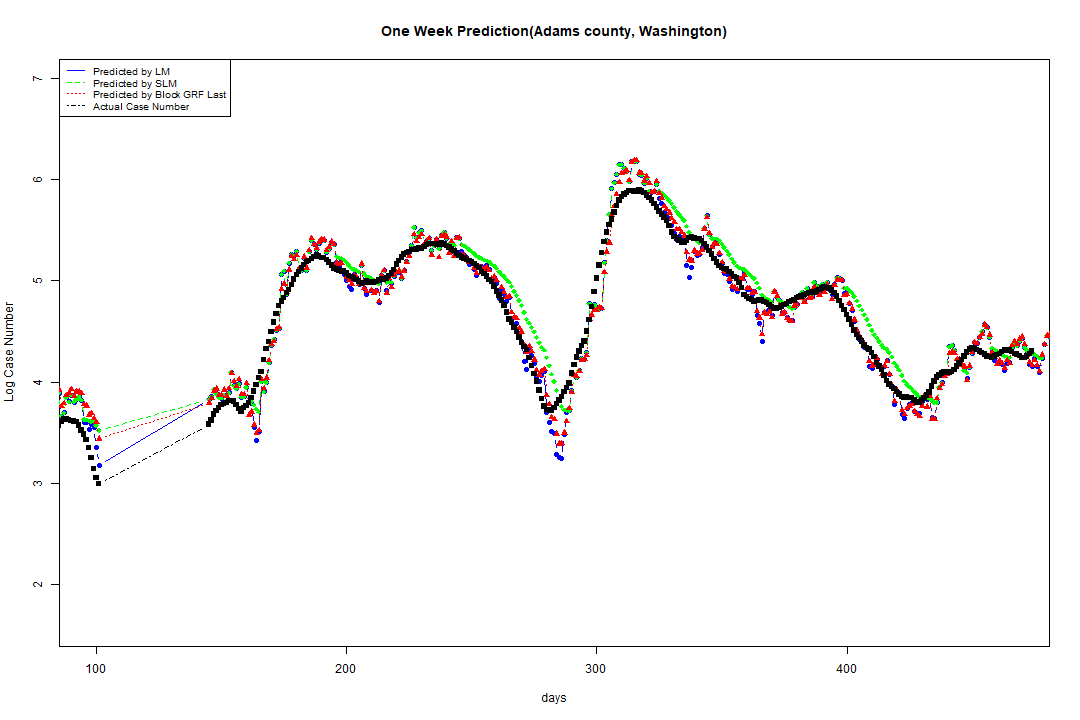 One Week Prediction(Adams county, Washington)
Predicted by LM
Predicted by SLM
Predicted by Block GRF Last
Actual Case Number
7
6
5
4
3
2
Log Case Number
100 200 300 400
days